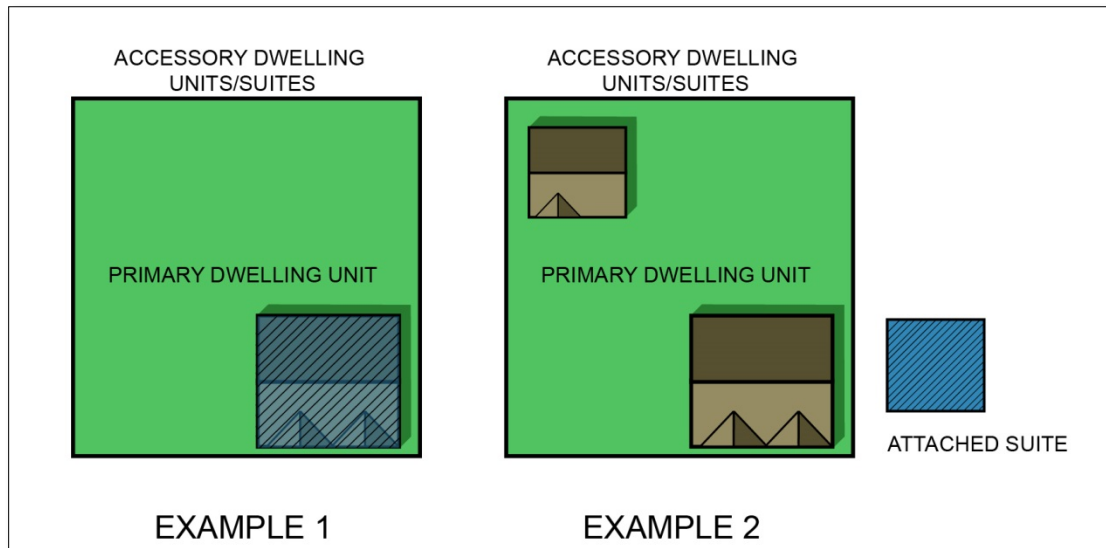 ACCESSORY DWELLING
UNITS/SUITES
PRIMARY DWELLING UNIT
EXAMPLE 1
ACCESSORY DWELLING
UNITS/SUITES
PRIMARY DWELLING UNIT
EXAMPLE 2
ATTACHED SUITE